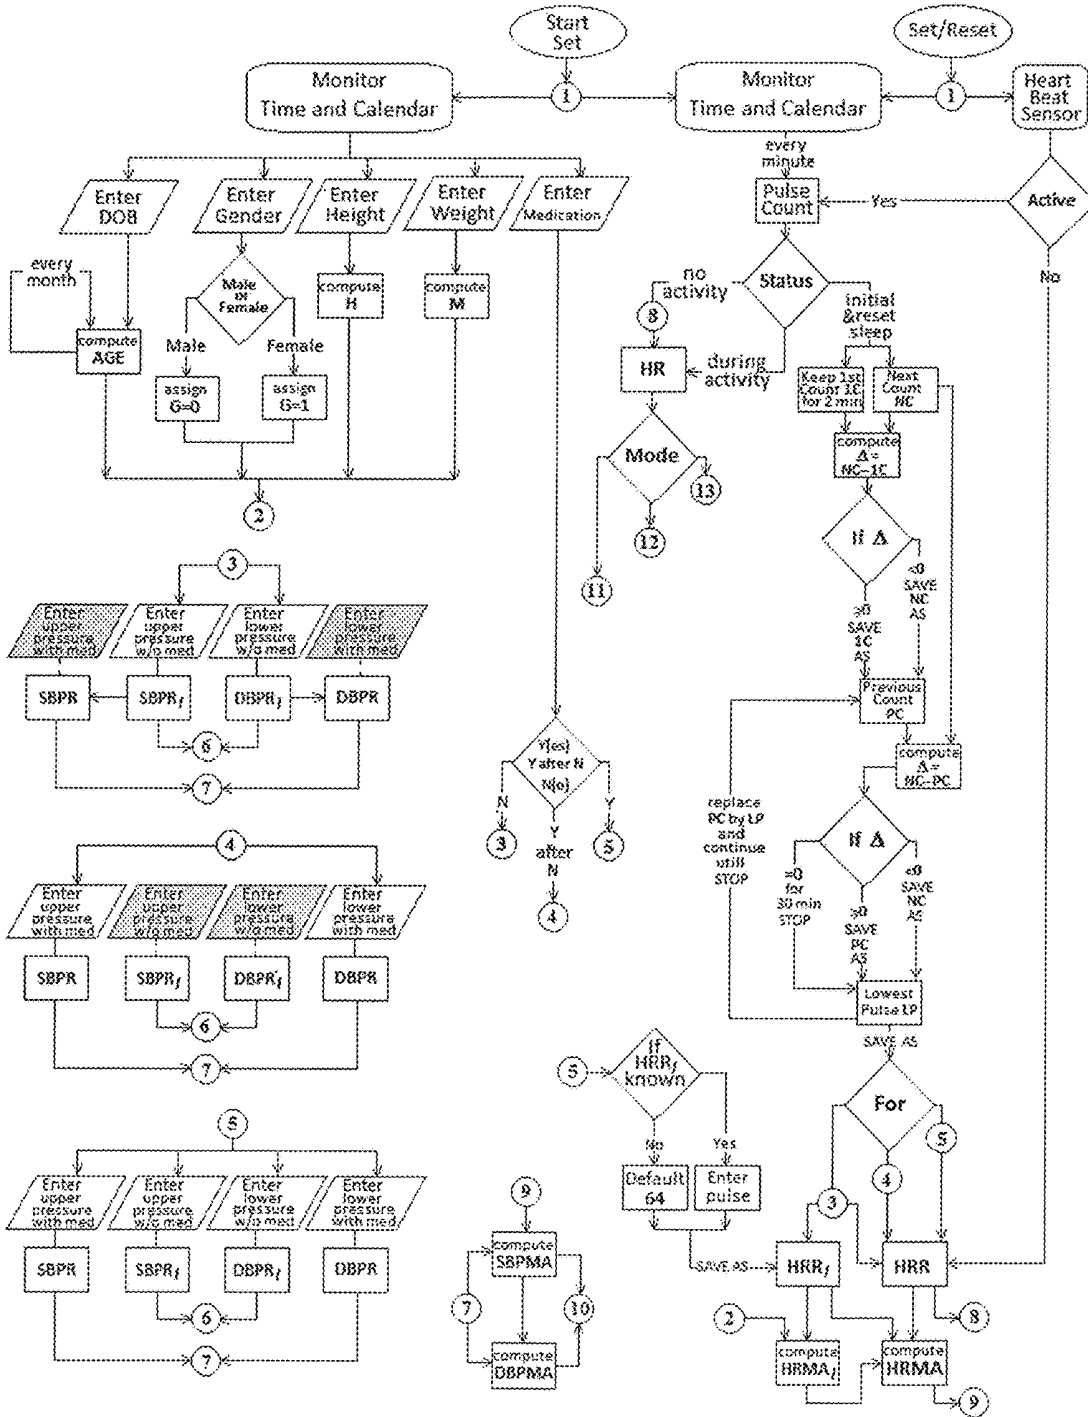 Start
Set
Set/Reset
Monitor
Time and Calendar
1
Monitor
Time and Calendar
1
Heart
Beat
Sensor
every
minute
Enter
DOB
Enter
Gender
Enter
Height
Enter
Weight
Enter
Medication
Pulse
Count
Yes
Active
No
every
month
Male
or
Female
compute
H
compute
M
no
activity
Status
initial
&reset
sleep
8
compute
AGE
Male
Female
HR
during
activity
Keep 1st
Count 1C
for 2 min
Next
Count
NC
assign
G=0
assign
G=1
Mode
compute
Δ=
NC-1C
13
2
12
11
If Δ
<0
SAVE
NC
AS
≥0
SAVE
1C
AS
3
Enter
upper
pressure
with med
Enter
upper
pressure
w/o med
Enter
lower
pressure
w/o med
Enter
lower
pressure
with med
SBPR
SBPRf
DBPRf
DBPR
6
7
Previous
Count
PC
Y[es]
Y after N
N[o]
N
Y
3
5
Y
after
N
4
compute
Δ=
NC-PC
replace
PC by LP
and
continue
utill
STOP
If Δ
=0
for
30 min
STOP
≥0
SAVE
PC
AS
<0
SAVE
NC
AS
4
Enter
upper
pressure
with med
Enter
upper
pressure
w/o med
Enter
lower
pressure
w/o med
Enter
lower
pressure
with med
SBPR
SBPRf
DBPRf
DBPR
6
7
Lowest
Pulse LP
SAVE AS
5
If
HRRf
known
For
No
Yes
Default
64
Enter
pulse
3
4
5
SAVE AS
HRRf
HRR
2
8
compute
HRMAf
compute
HRMA
9
5
Enter
upper
pressure
with med
Enter
upper
pressure
w/o med
Enter
lower
pressure
w/o med
Enter
lower
pressure
with med
SBPR
SBPRf
DBPRf
DBPR
6
7
9
compute
SBPMA
7
10
compute
DBPMA